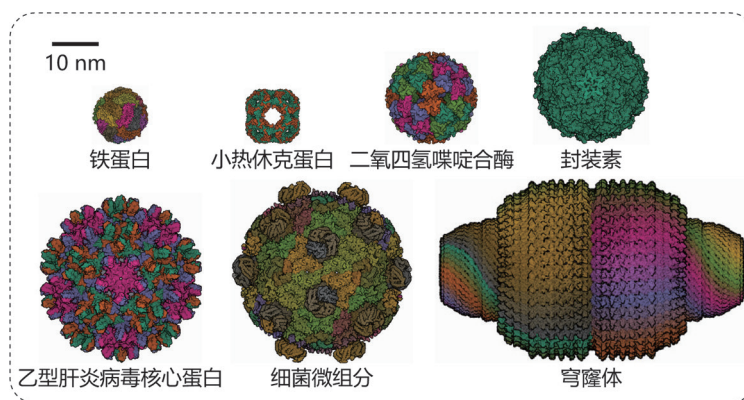 10 nm
铁蛋白
小热休克蛋白
二氧四氢喋啶合酶
封装素
乙型肝炎病毒核心蛋白
细菌微组分
穹窿体